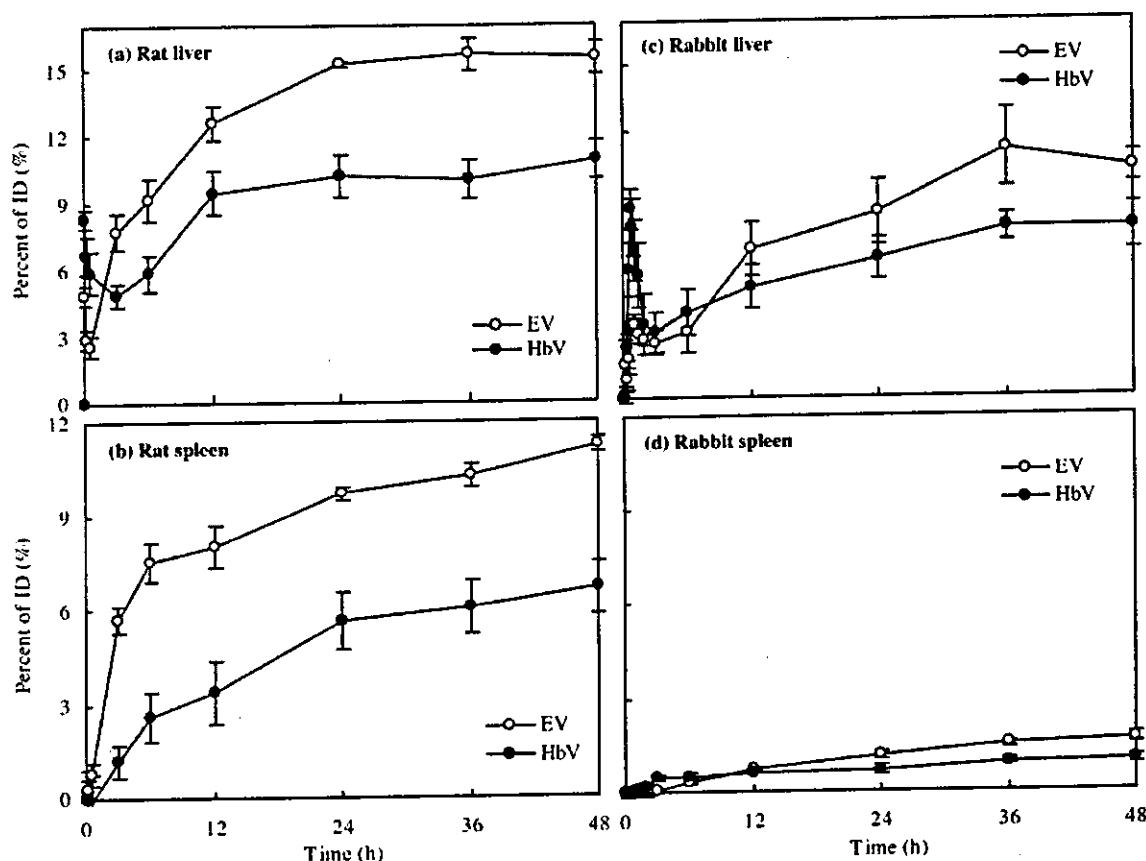 (a) Rat liver
EV
HbV
Percent of ID (%)
15
12
9
6
3
0
(c) Rabbit liver
EV
HbV
(b) Rat spleen
EV
HbV
Percent of ID (%)
12
9
6
3
0
0 12 24 36 48
Time (h)
(d) Rabbit spleen
EV
HbV
0 12 24 36 48
Time (h)